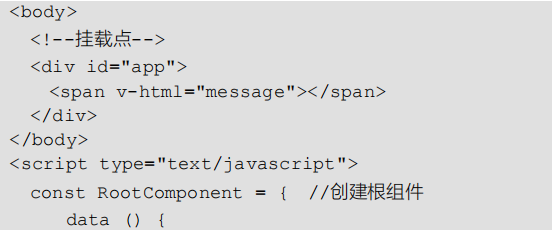 <body>
<!--挂载点-->
<div id="app">
<span v-html="message"></span>
</div>
</body>
<script type="text/javascript">
const RootComponent = { //创建根组件
data () {